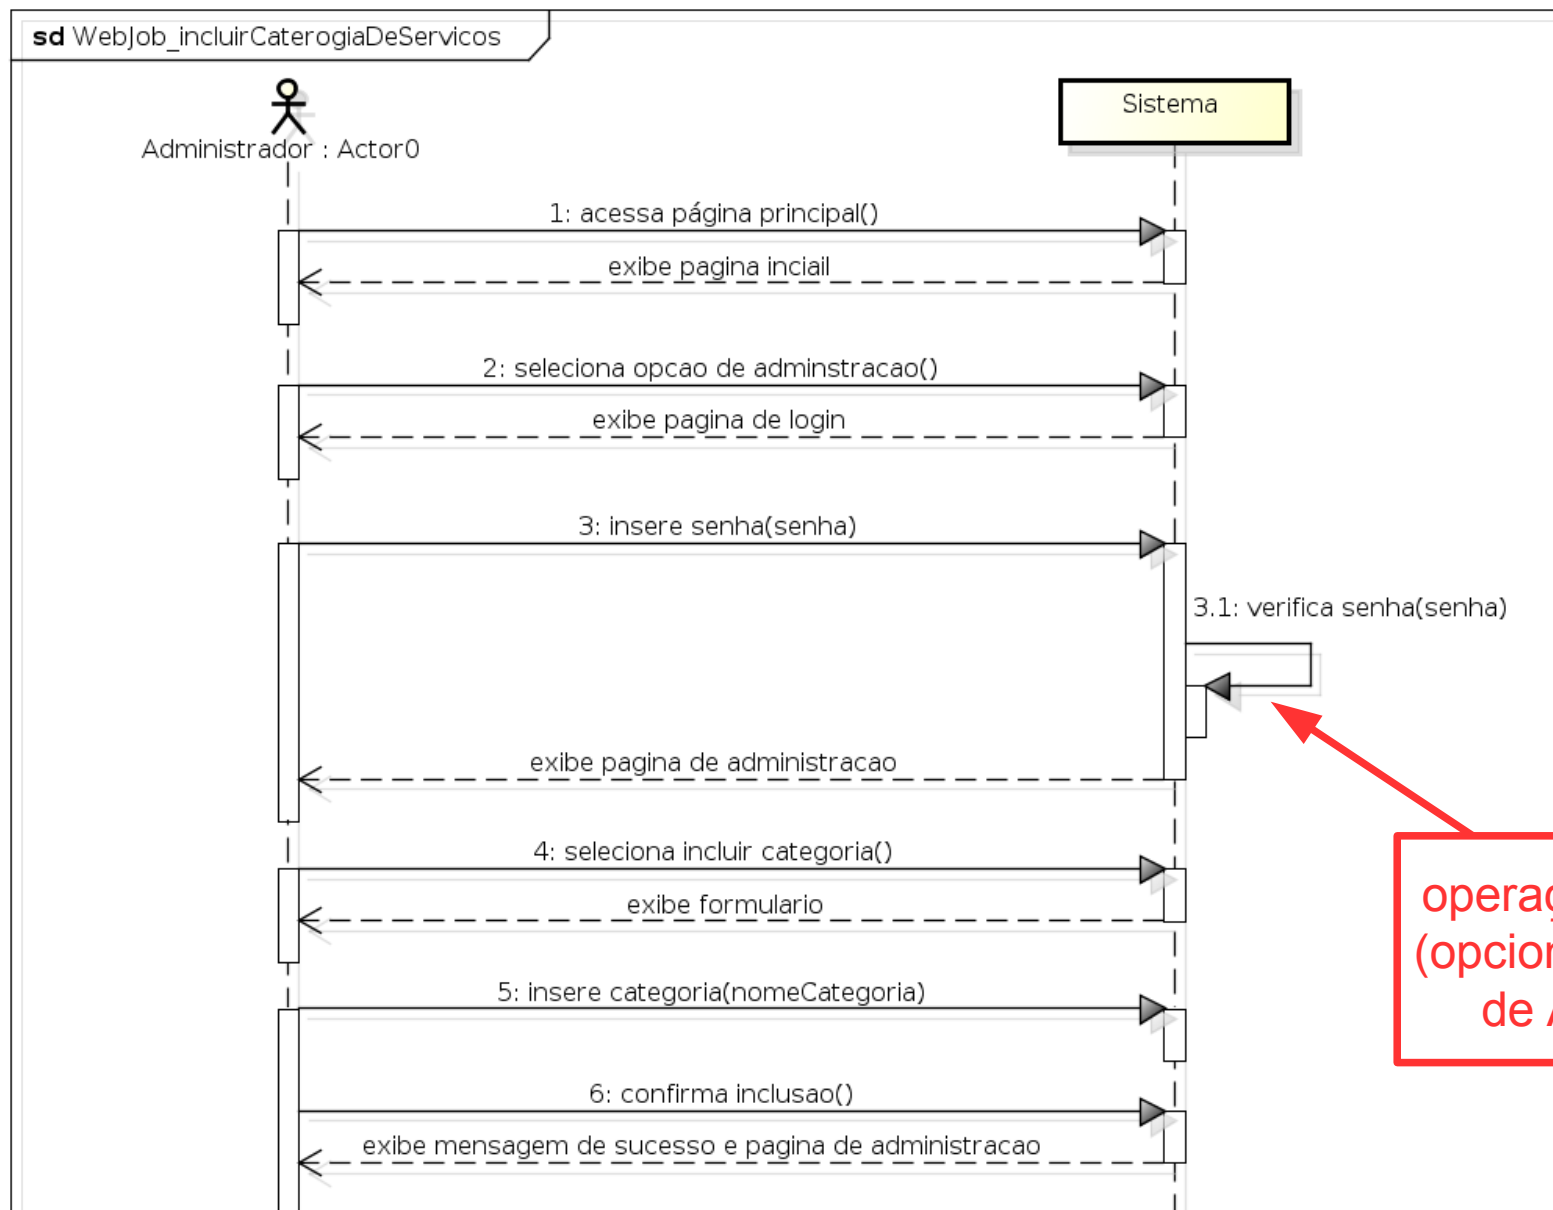 sd WebJob_incluirCaterogiaDeServicos
Sistema
Administrador : Actor0
1: acessa página principal()
exibe pagina inciail
2: seleciona opcao de adminstracao()
exibe pagina de login
3: insere senha(senha)
3.1: verifica senha(senha)
exibe pagina de administracao
4: seleciona incluir categoria()
exibe formulario
5: insere categoria(nomeCategoria)
de
6: confirma inclusao()
exibe mensagem de sucesso e pagina de administracao